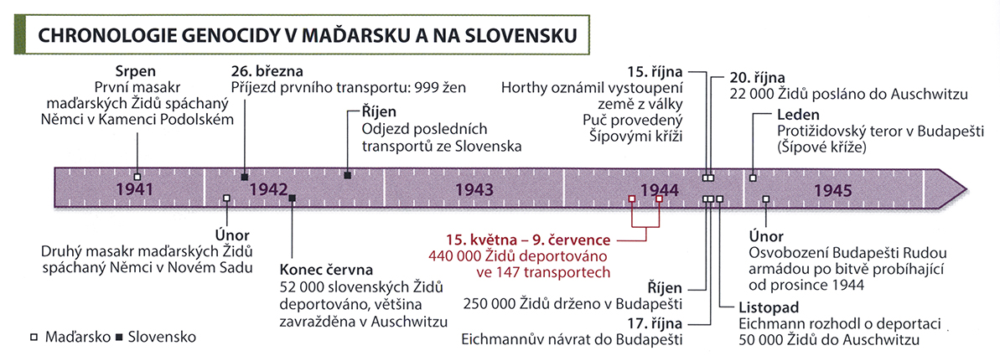 CHRONOLOGIE GENOCIDY V MAĎARSKU A NA SLOVENSKU
Srpen
První masakr
maďarských Židů spáchaný
Němci v Kamenci Podolském
26. března
Příjezd prvního transportu: 999 žen
Říjen
Odjezd posledních
transportů ze Slovenska
15. října
Horthy oznámil vystoupení
země z války
Puč provedený
Šípovými kříži
20. října
22 000 Židů posláno do Auschwitzu
Leden
Protižidovský teror v Budapešti
(Šípové kříže)
1941
1942
1943
1944
1945
Únor
Druhý masakr maďarských Židů
spáchaný Němci v Novém Sadu
Konec června
52 000 slovenských Židů
deportováno, většina
zavražděna v Auschwitzu
15. května – 9. července
440 000 Židů deportováno
ve 147 transportech
Říjen
250 000 Židů drženo v Budapešti
17. října
Eichmannův návrat do Budapešti
Únor
Osvobození Budapešti Rudou
armádou po bitvě probíhající
od prosince 1944
Listopad
Eichmann rozhodl o deportaci
50 000 Židů do Auschwitzu
Maďarsko
Slovensko